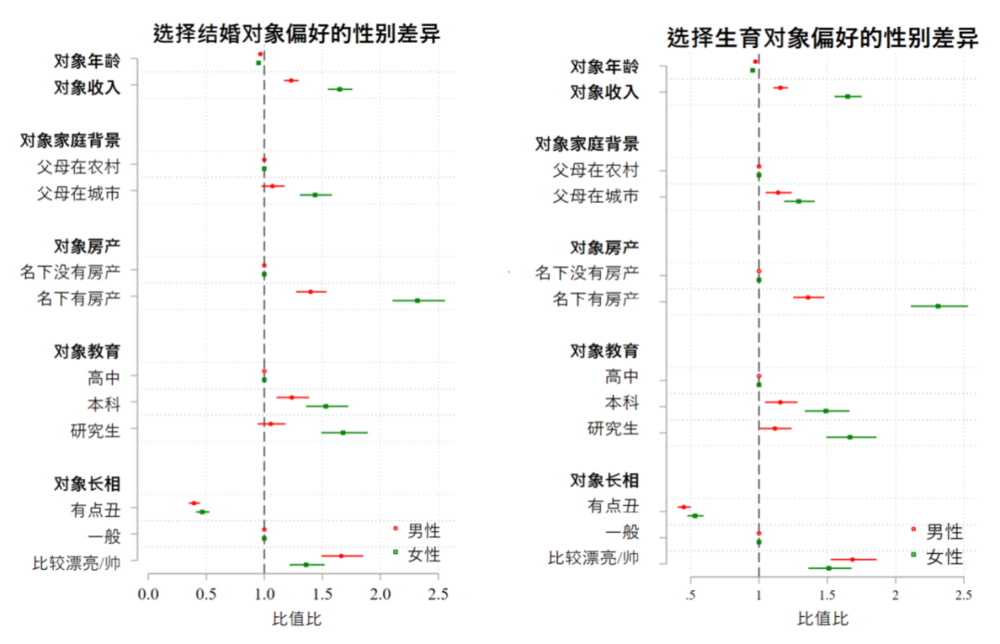 选择结婚对象偏好的性别差异
对象年龄
对象收入
对象家庭背景
父母在农村
父母在城市
对象房产
名下没有房产
名下有房产
对象教育
高中
本科
研究生
对象长相
有点丑
一般
比较漂亮/帅
男性
女性
0.0 0.5 1.0 1.5 2.0 2.5
比值比
选择生育对象偏好的性别差异
对象年龄
对象收入
对象家庭背景
父母在农村
父母在城市
对象房产
名下没有房产
名下有房产
对象教育
高中
本科
研究生
对象长相
有点丑
一般
比较漂亮/帅
男性
女性
.5 1 1.5 2 2.5
比值比